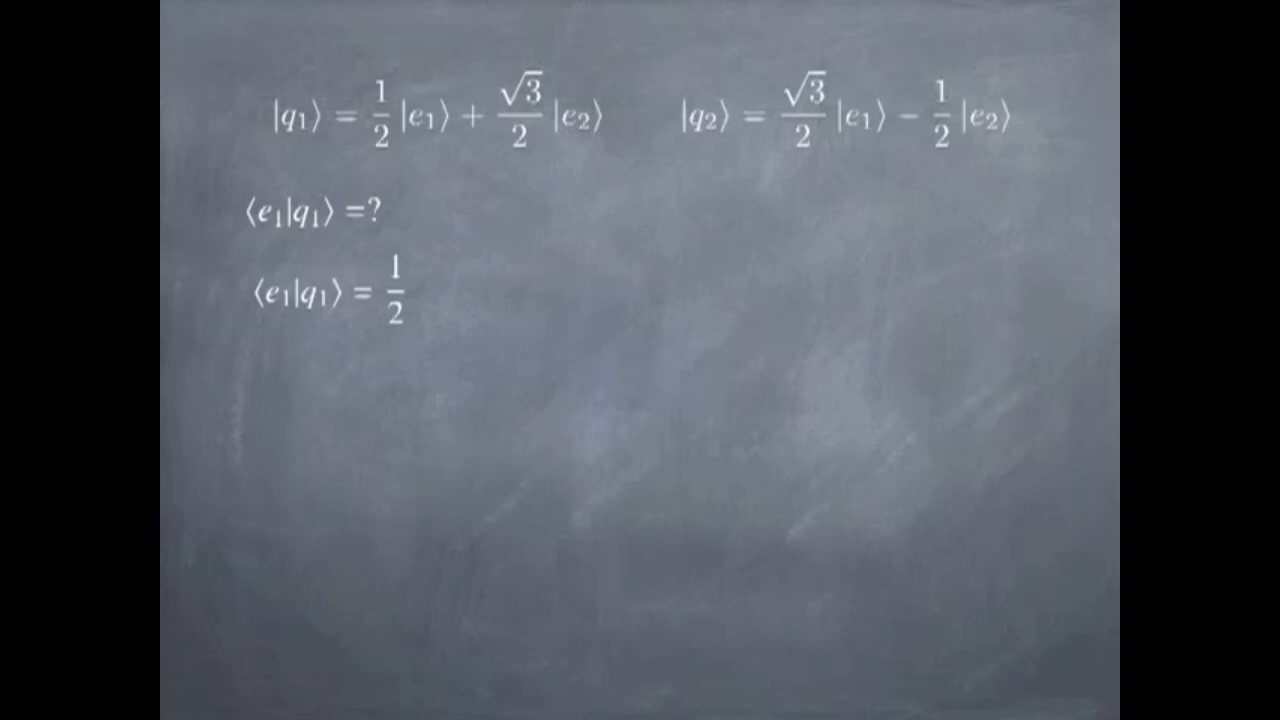 |q₁⟩ = 1/2 |e₁⟩ + √3/2 |e₂⟩ |q₂⟩ = √3/2 |e₁⟩ − 1/2 |e₂⟩
⟨e₁|q₁⟩ =?
⟨e₁|q₁⟩ = 1/2